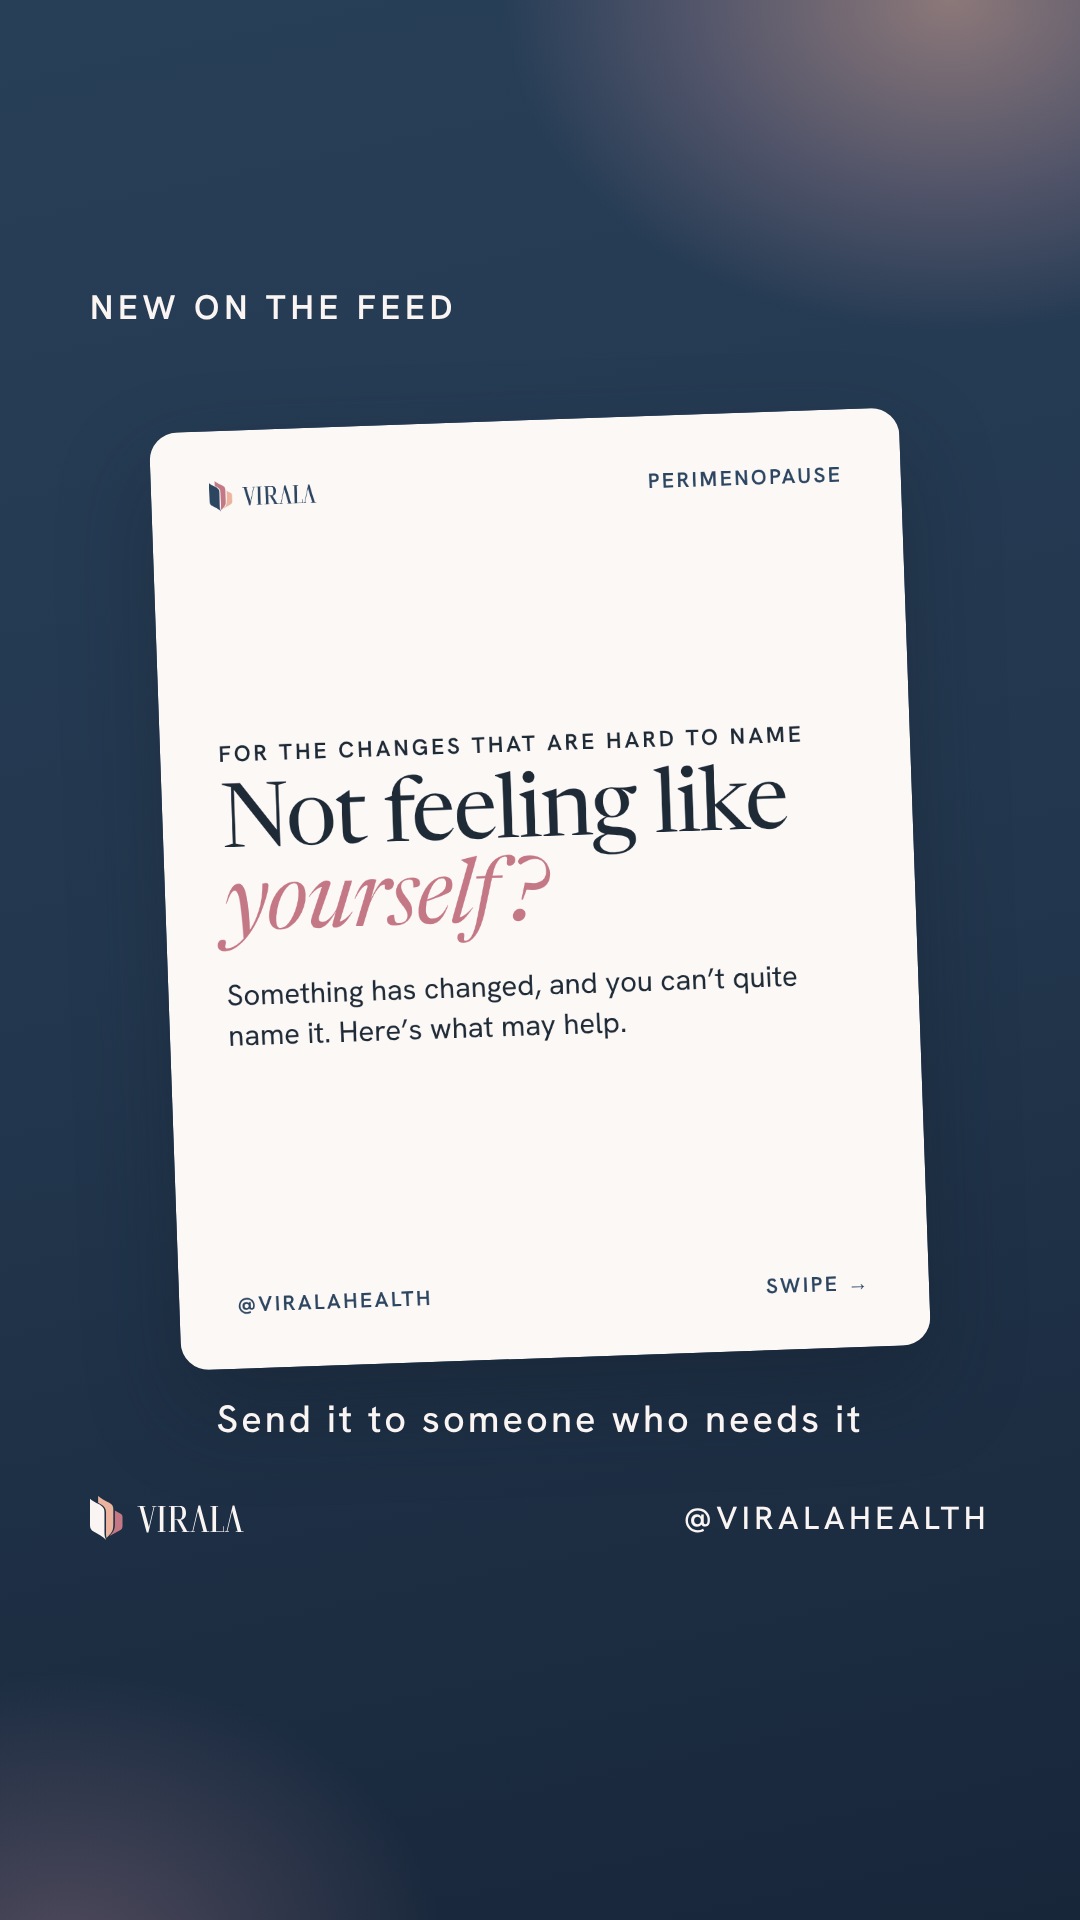 NEW ON THE FEED
VIRALA
PERIMENOPAUSE
FOR THE CHANGES THAT ARE HARD TO NAME
Not feeling like
yourself?
Something has changed, and you can’t quite
name it. Here’s what may help.
@VIRALAHEALTH
SWIPE →
Send it to someone who needs it
VIRALA
@VIRALAHEALTH